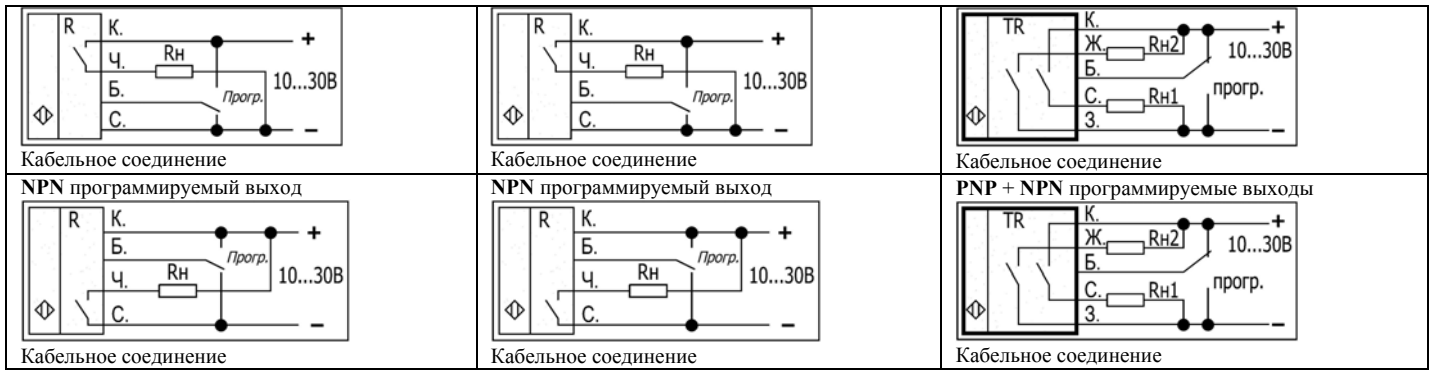 R К. +
Ч. Rн
10...30В
Б. Прогр.
С. –
Кабельное соединение
R К. +
Ч. Rн
10...30В
Б. Прогр.
С. –
Кабельное соединение
TR К. +
Ж. Rн2 10...30В
Б.
прогр.
С. Rн1
З. –
Кабельное соединение
NPN программируемый выход
R К. +
Б. Прогр.
Ч. Rн 10...30В
С. –
Кабельное соединение
NPN программируемый выход
R К. +
Б. Прогр.
Ч. Rн 10...30В
С. –
Кабельное соединение
PNP + NPN программируемые выходы
TR К. +
Ж. Rн2 10...30В
Б.
прогр.
С. Rн1
З. –
Кабельное соединение